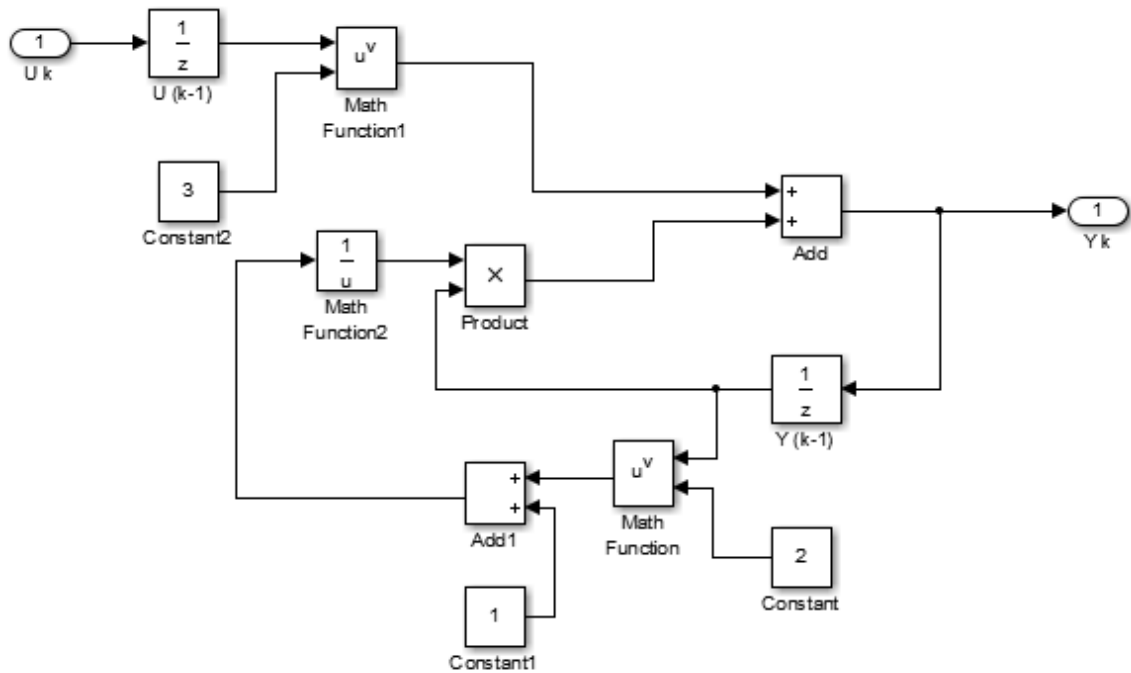 1
U k
1
z
U (k-1)
u^v
Math
Function1
3
Constant2
1
u
Math
Function2
×
Product
+
+
Add
1
Y k
1
z
Y (k-1)
u^v
Math
Function
+
+
Add1
2
Constant
1
Constant1